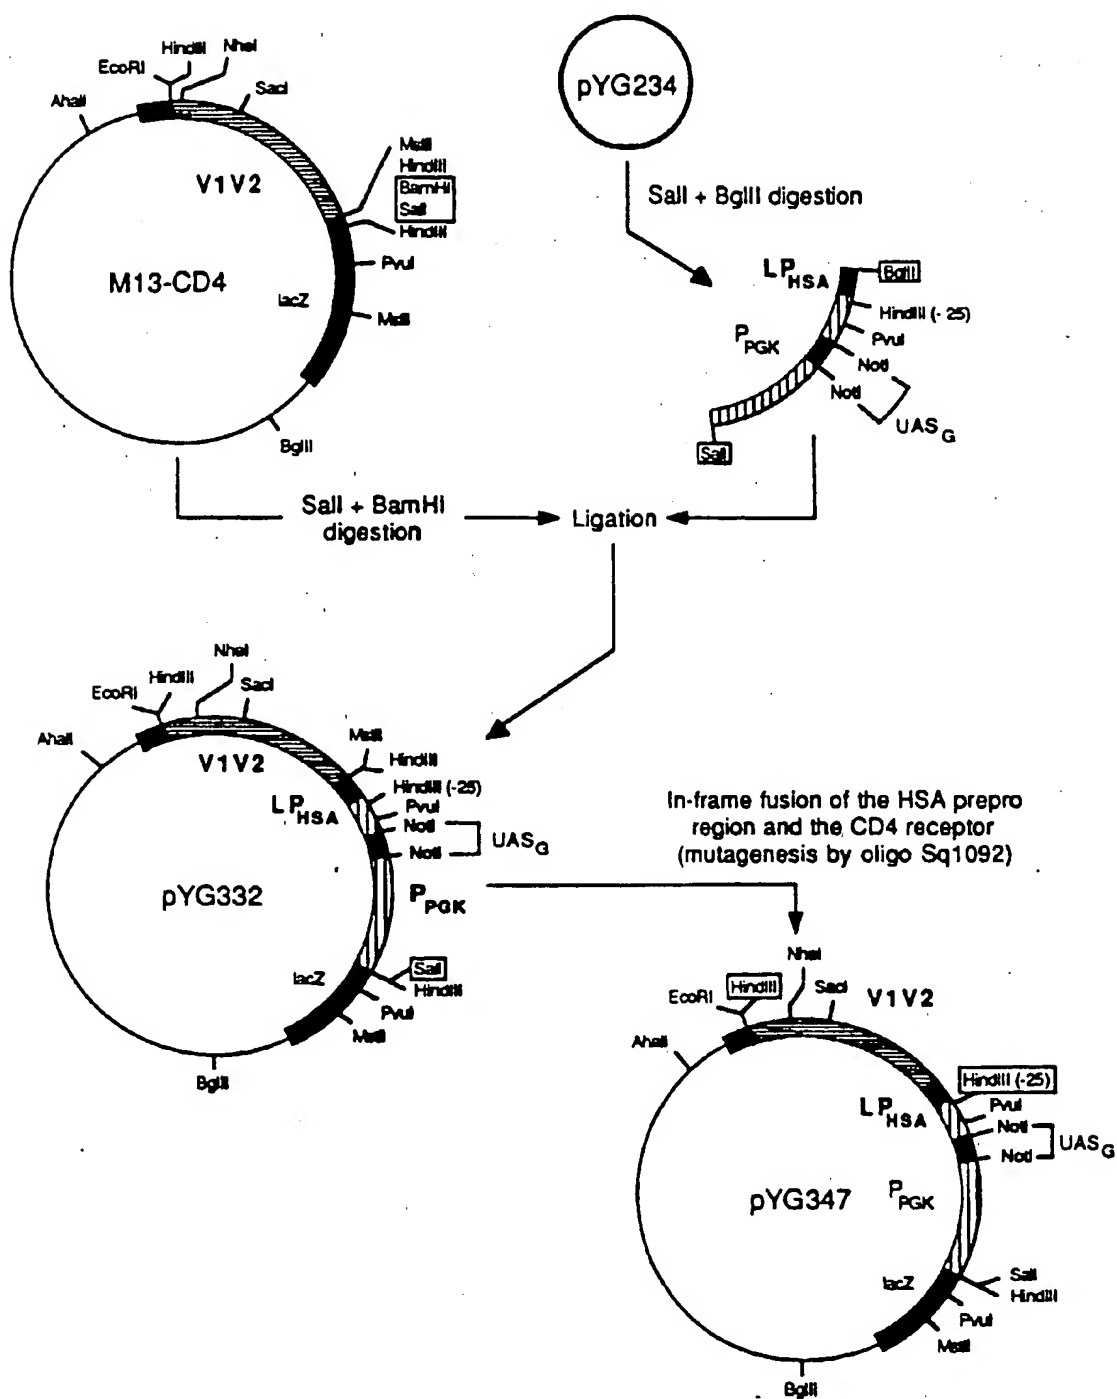 HindIII
NheI
EcoRI
SacI
AhaII
MstII
HindIII
BamHI
SalI
HindIII
V1V2
PvuI
M13-CD4
lacZ
MstII
BglII
pYG234
SalI + BglII digestion
LP HSA
BglII
HindIII (-25)
PvuI
P PGK
NotI
NotI
UAS G
SalI
SalI + BamHI
digestion
Ligation
NheI
HindIII
SacI
EcoRI
AhaII
MstII
HindIII
V1V2
HindIII (-25)
LP HSA
PvuI
NotI
UAS G
NotI
pYG332
P PGK
lacZ
SalI
HindIII
PvuI
MstII
BglII
In-frame fusion of the HSA prepro
region and the CD4 receptor
(mutagenesis by oligo Sq1092)
NheI
HindIII
SacI
V1V2
EcoRI
AhaII
HindIII (-25)
LP HSA
PvuI
NotI
UAS G
NotI
pYG347
P PGK
lacZ
SalI
HindIII
PvuI
MstII
BglII